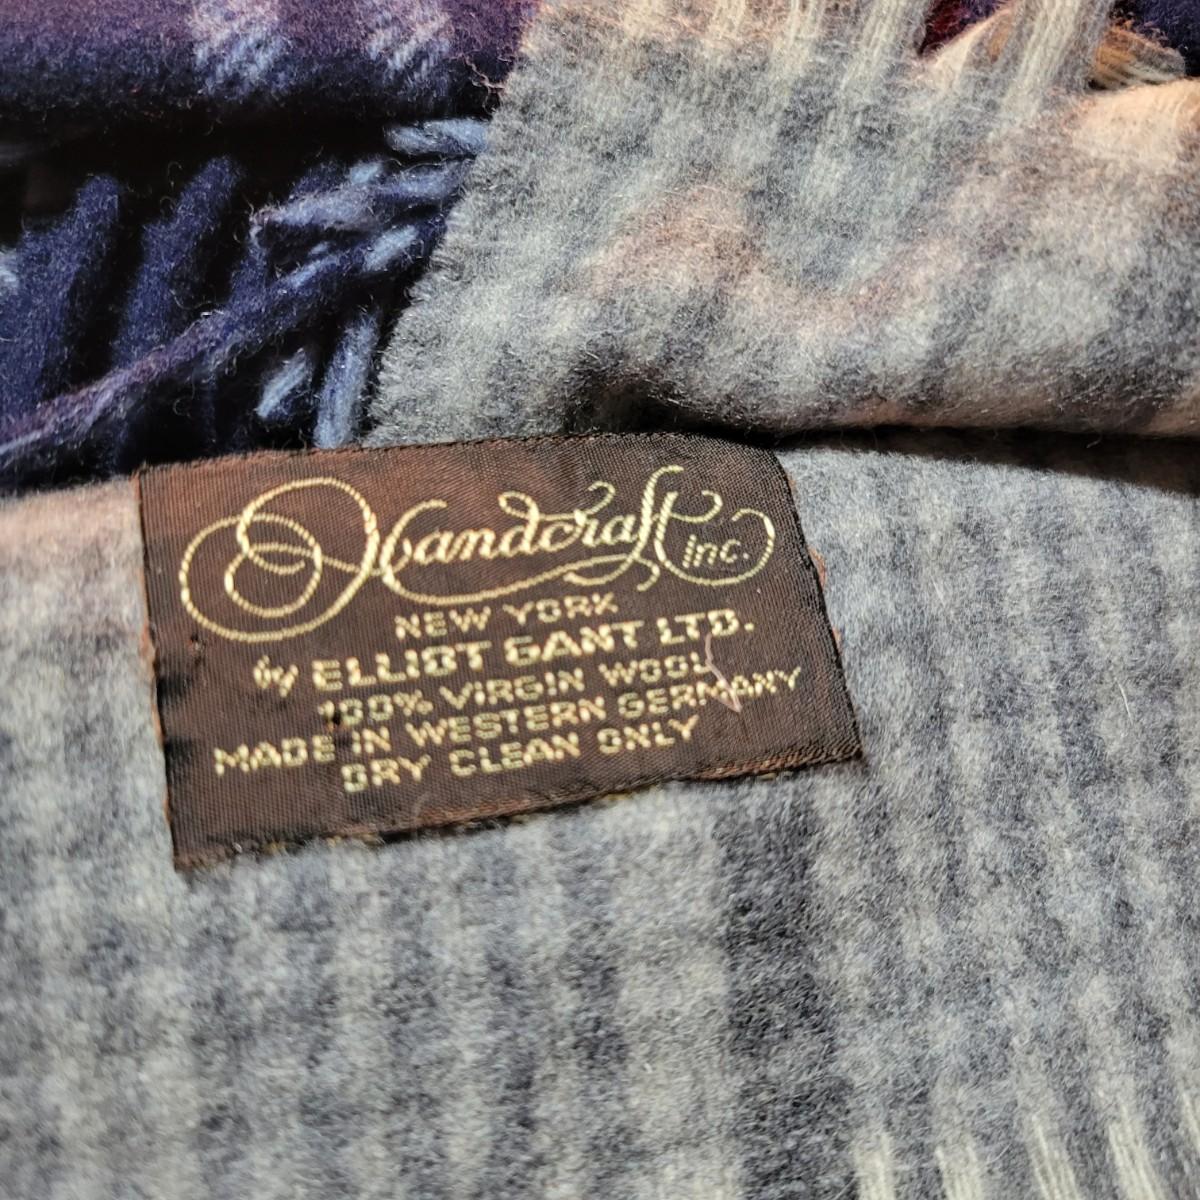 Handcraft inc.
NEW YORK
by ELLIOT GANT LTD.
100% VIRGIN WOOL
MADE IN WESTERN GERMANY
DRY CLEAN ONLY